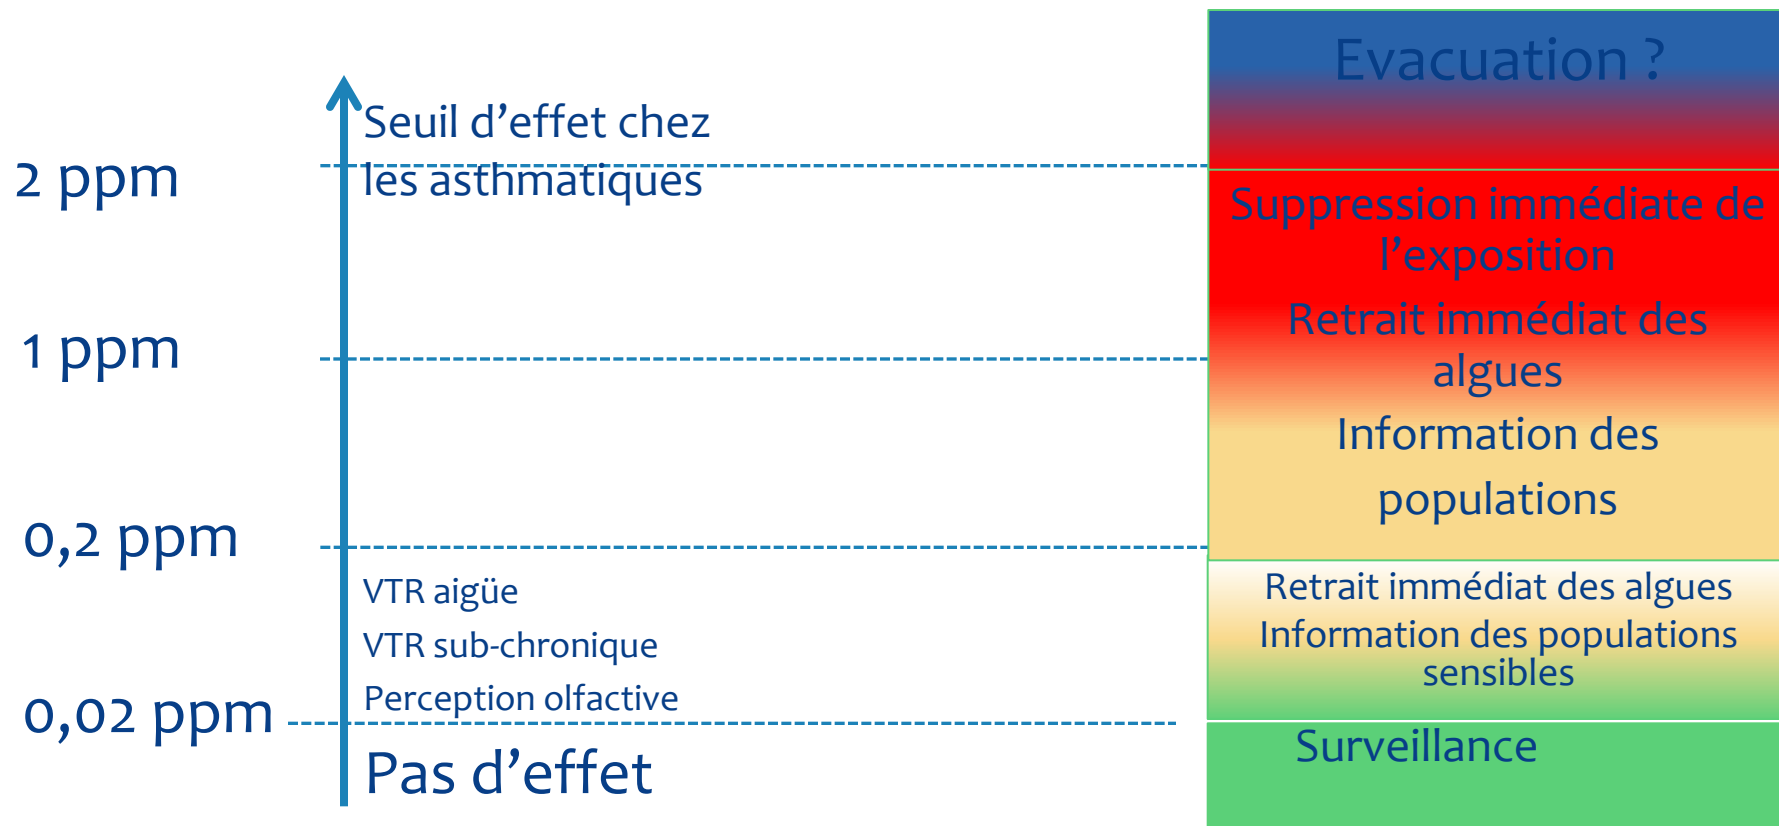 Evacuation ?
Seuil d’effet chez
les asthmatiques
2 ppm
Suppression immédiate de
l’exposition
Retrait immédiat des
algues
1 ppm
Information des
populations
0,2 ppm
VTR aigüe
VTR sub-chronique
Perception olfactive
Retrait immédiat des algues
Information des populations
sensibles
0,02 ppm
Pas d’effet
Surveillance